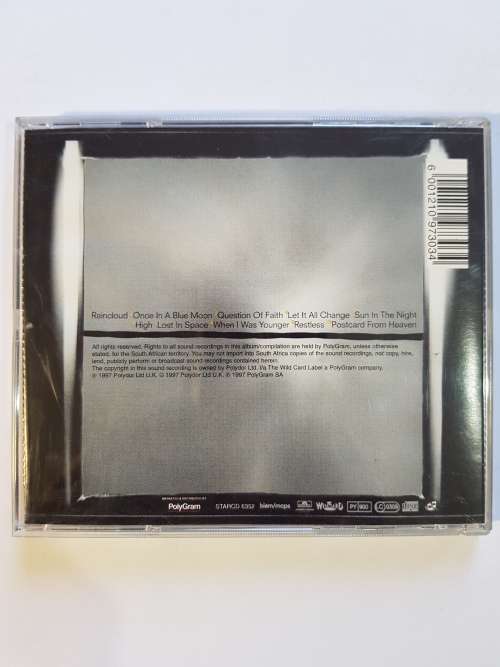 6 001210 973034
Raincloud Once In A Blue Moon Question Of Faith Let It All Change Sun In The Night
High Lost In Space When I Was Younger Restless Postcard From Heaven
All rights reserved. Rights to all sound recordings in this album/compilation are held by PolyGram, unless otherwise
stated, for the South African territory. You may not import into South Africa copies of the sound recordings, nor copy, hire,
lend, publicly perform or broadcast sound recordings contained herein.
The copyright in this sound recording is owned by Polydor Ltd. t/a The Wild Card Label a PolyGram company.
℗ 1997 Polydor Ltd U.K. © 1997 Polydor Ltd U.K. ℗ 1997 PolyGram SA
PolyGram STARCD 6352 biem/mcps PY 900